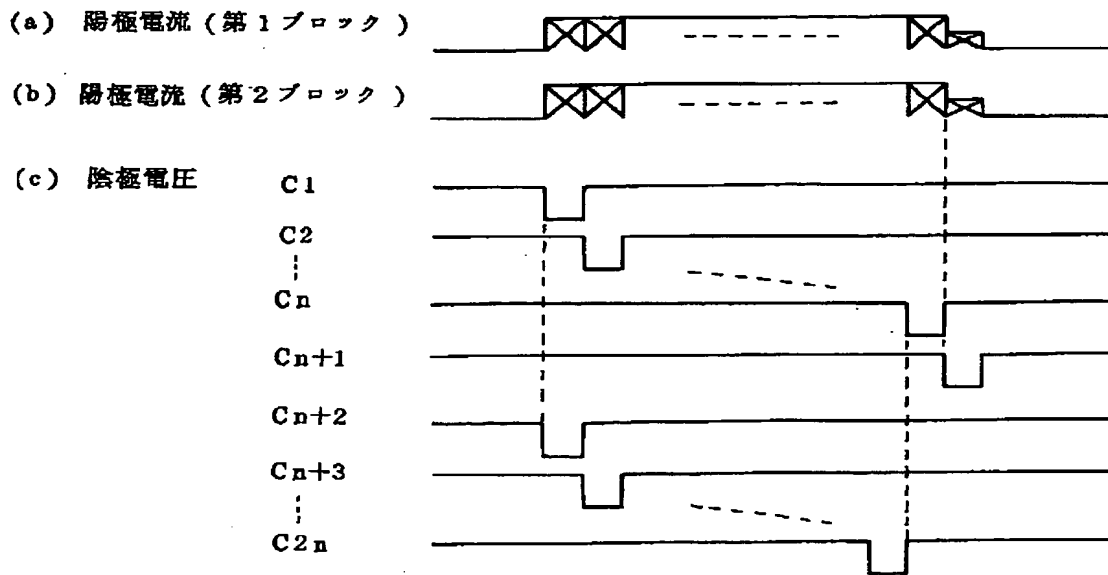 (a) 陽極電流 (第1ブロック)
(b) 陽極電流 (第2ブロック)
(c) 陰極電圧
C1
C2
Cn
Cn+1
Cn+2
Cn+3
C2n